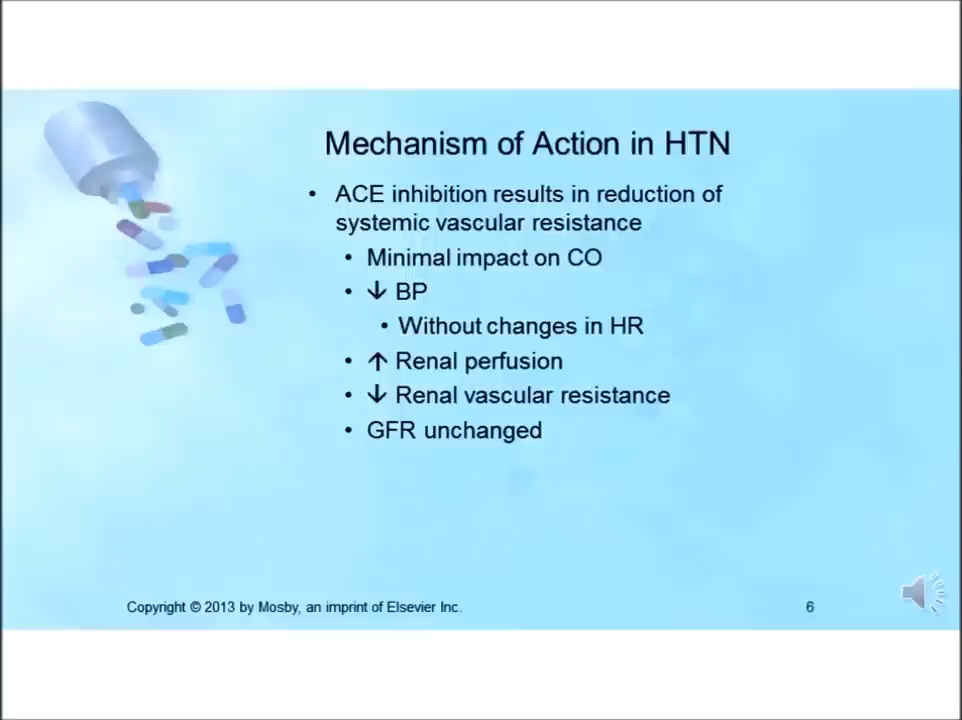 Mechanism of Action in HTN
• ACE inhibition results in reduction of
systemic vascular resistance
• Minimal impact on CO
• ↓ BP
• Without changes in HR
• ↑ Renal perfusion
• ↓ Renal vascular resistance
• GFR unchanged
Copyright © 2013 by Mosby, an imprint of Elsevier Inc.
6